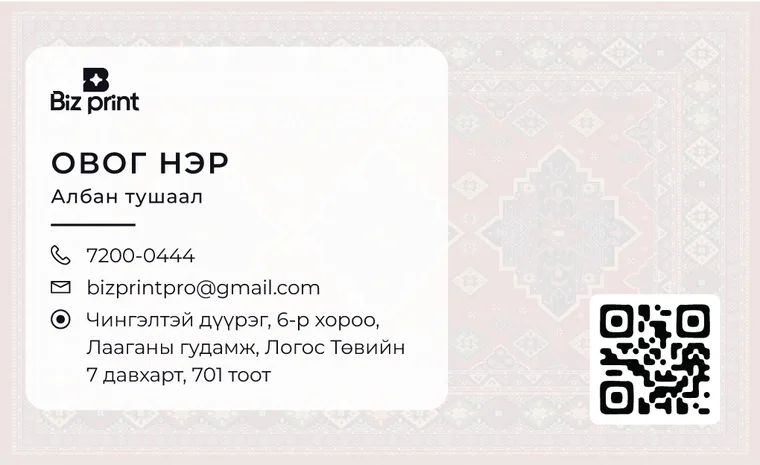 Biz print
ОВОГ НЭР
Албан тушаал
7200-0444
bizprintpro@gmail.com
Чингэлтэй дүүрэг, 6-р хороо,
Лааганы гудамж, Логос Төвийн
7 давхарт, 701 тоот